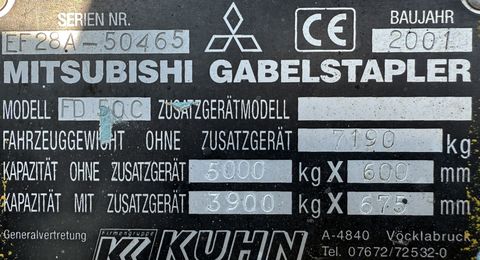 SERIEN NR. CE BAUJAHR
EF28A-50465 2001
MITSUBISHI GABELSTAPLER
MODELL FD 50C ZUSATZGERÄTMODELL
FAHRZEUGGEWICHT OHNE ZUSATZGERÄT 7190 kg
KAPAZITÄT OHNE ZUSATZGERÄT 5000 kg X 600 mm
KAPAZITÄT MIT ZUSATZGERÄT 3900 kg X 675 mm
Generalvertretung Firmengruppe KUHN A-4840 Vöcklabruck
Tel. 07672/72532-0